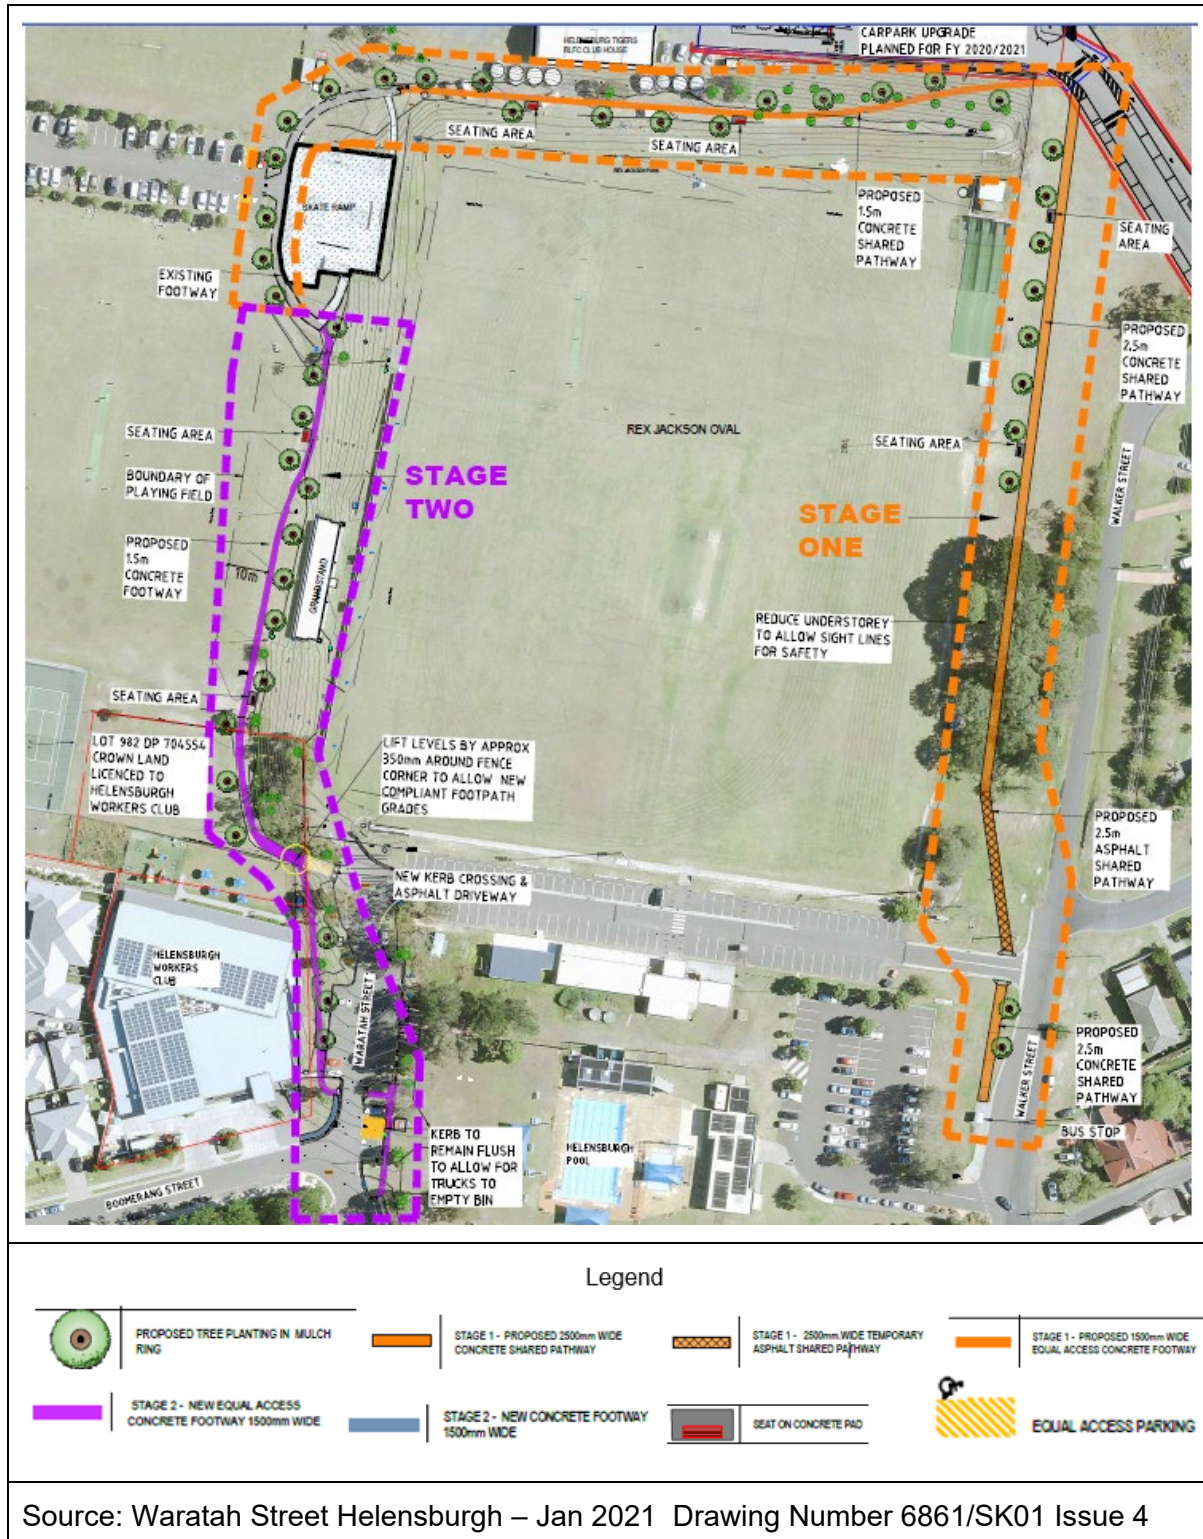 HELENSBURG TIGERS
RLFC CLUB HOUSE
CARPARK UPGRADE
PLANNED FOR FY 2020/2021
SEATING AREA
SEATING AREA
REX JACKSON PARK
SKATE RAMP
PROPOSED
1.5m
CONCRETE
SHARED
PATHWAY
SEATING
AREA
EXISTING
FOOTWAY
PROPOSED
2.5m
CONCRETE
SHARED
PATHWAY
SEATING AREA
REX JACKSON OVAL
SEATING AREA
BOUNDARY OF
PLAYING FIELD
STAGE
TWO
WALKER STREET
STAGE
ONE
PROPOSED
1.5m
CONCRETE
FOOTWAY
10m
GRANDSTAND
REDUCE UNDERSTOREY
TO ALLOW SIGHT LINES
FOR SAFETY
SEATING AREA
LOT 982 DP 704554
CROWN LAND
LICENCED TO
HELENSBURGH
WORKERS CLUB
LIFT LEVELS BY APPROX
350mm AROUND FENCE
CORNER TO ALLOW NEW
COMPLIANT FOOTPATH
GRADES
PROPOSED
2.5m
ASPHALT
SHARED
PATHWAY
NEW KERB CROSSING &
ASPHALT DRIVEWAY
HELENSBURGH
WORKERS
CLUB
WARATAH STREET
PROPOSED
2.5m
CONCRETE
SHARED
PATHWAY
WALKER STREET
BUS STOP
KERB TO
REMAIN FLUSH
TO ALLOW FOR
TRUCKS TO
EMPTY BIN
HELENSBURGH
POOL
BOOMERANG STREET
Legend
PROPOSED TREE PLANTING IN MULCH
RING
STAGE 1 - PROPOSED 2500mm WIDE
CONCRETE SHARED PATHWAY
STAGE 1 - 2500mm WIDE TEMPORARY
ASPHALT SHARED PATHWAY
STAGE 1 - PROPOSED 1500mm WIDE
EQUAL ACCESS CONCRETE FOOTWAY
STAGE 2 - NEW EQUAL ACCESS
CONCRETE FOOTWAY 1500mm WIDE
STAGE 2 - NEW CONCRETE FOOTWAY
1500mm WIDE
SEAT ON CONCRETE PAD
EQUAL ACCESS PARKING
Source: Waratah Street Helensburgh – Jan 2021 Drawing Number 6861/SK01 Issue 4